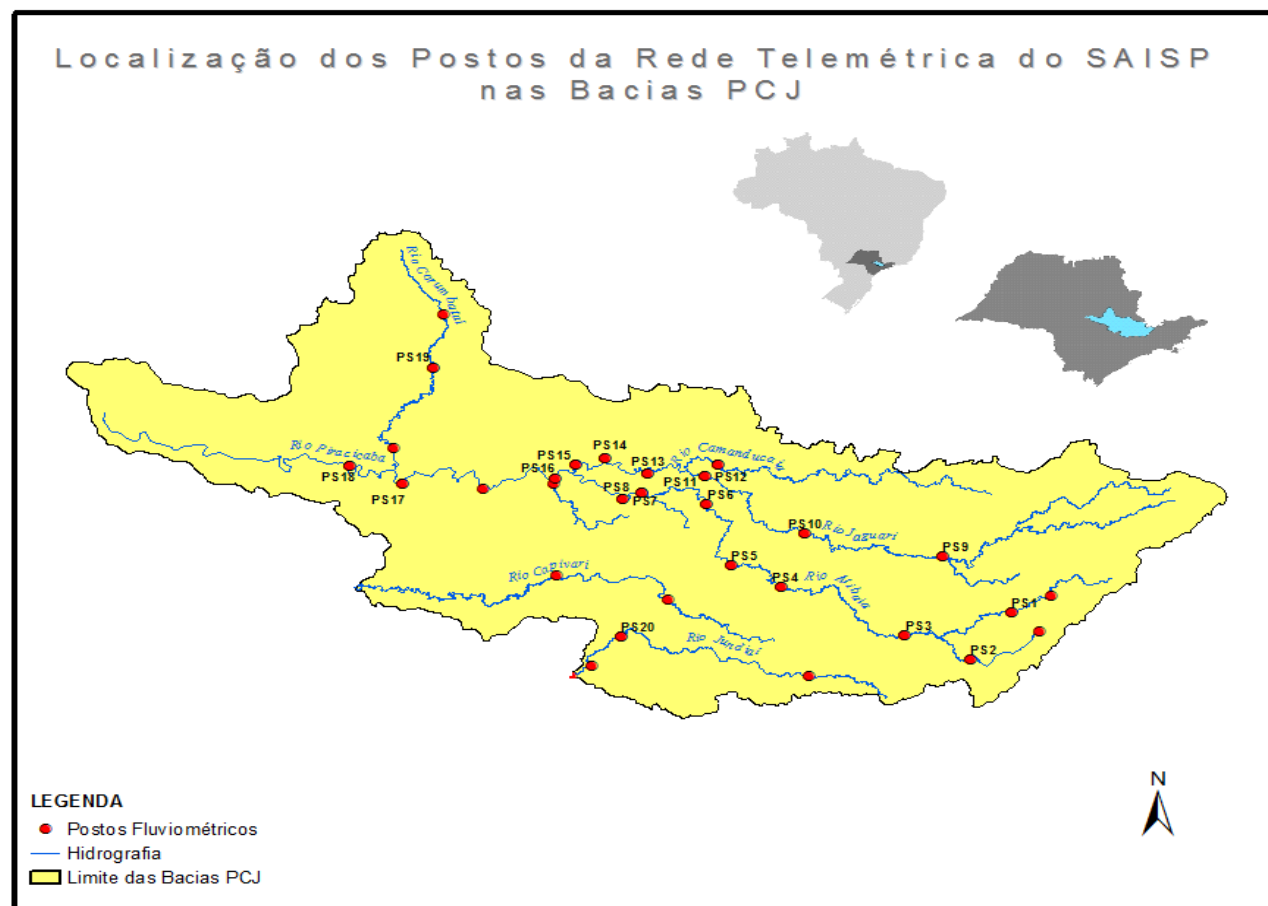 Localização dos Postos da Rede Telemétrica do SAISP
nas Bacias PCJ
Rio Corumbataí
PS19
Rio Piracicaba
PS18
PS17
PS16
PS15
PS14
PS13
Rio Camanducaia
PS12
PS11
PS8
PS7
PS6
PS10
Rio Jaguari
PS9
PS5
PS4
Rio Atibaia
Rio Capivari
PS1
PS3
PS2
PS20
Rio Jundiaí
N
LEGENDA
Postos Fluviométricos
Hidrografia
Limite das Bacias PCJ